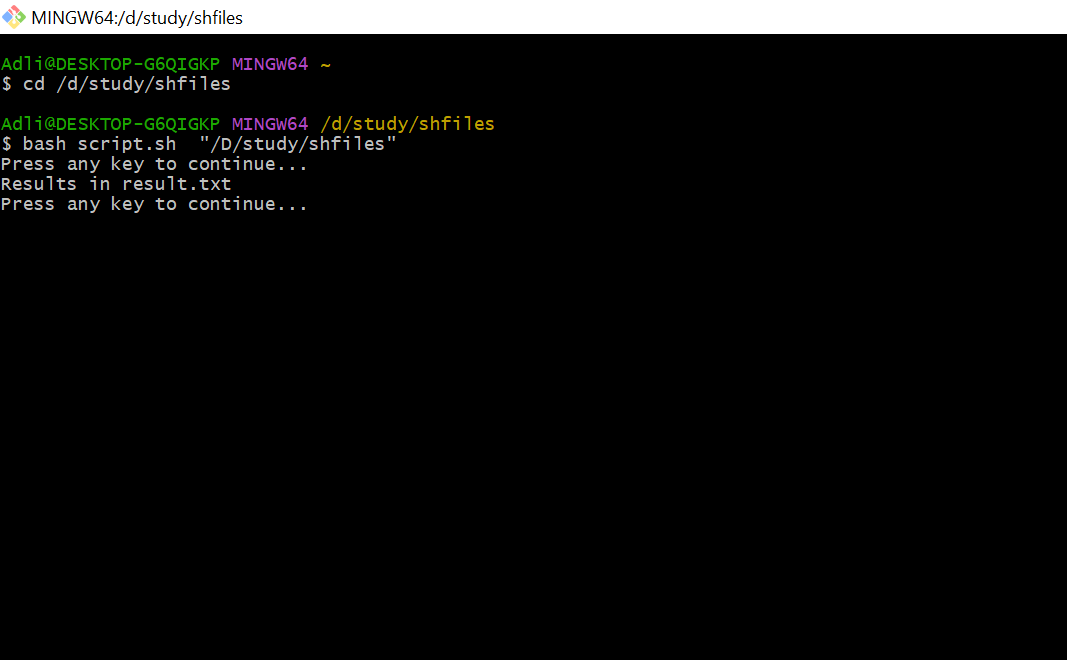 MINGW64:/d/study/shfiles
Adli@DESKTOP-G6QIGKP MINGW64 ~
$ cd /d/study/shfiles
Adli@DESKTOP-G6QIGKP MINGW64 /d/study/shfiles
$ bash script.sh  "/D/study/shfiles"
Press any key to continue...
Results in result.txt
Press any key to continue...